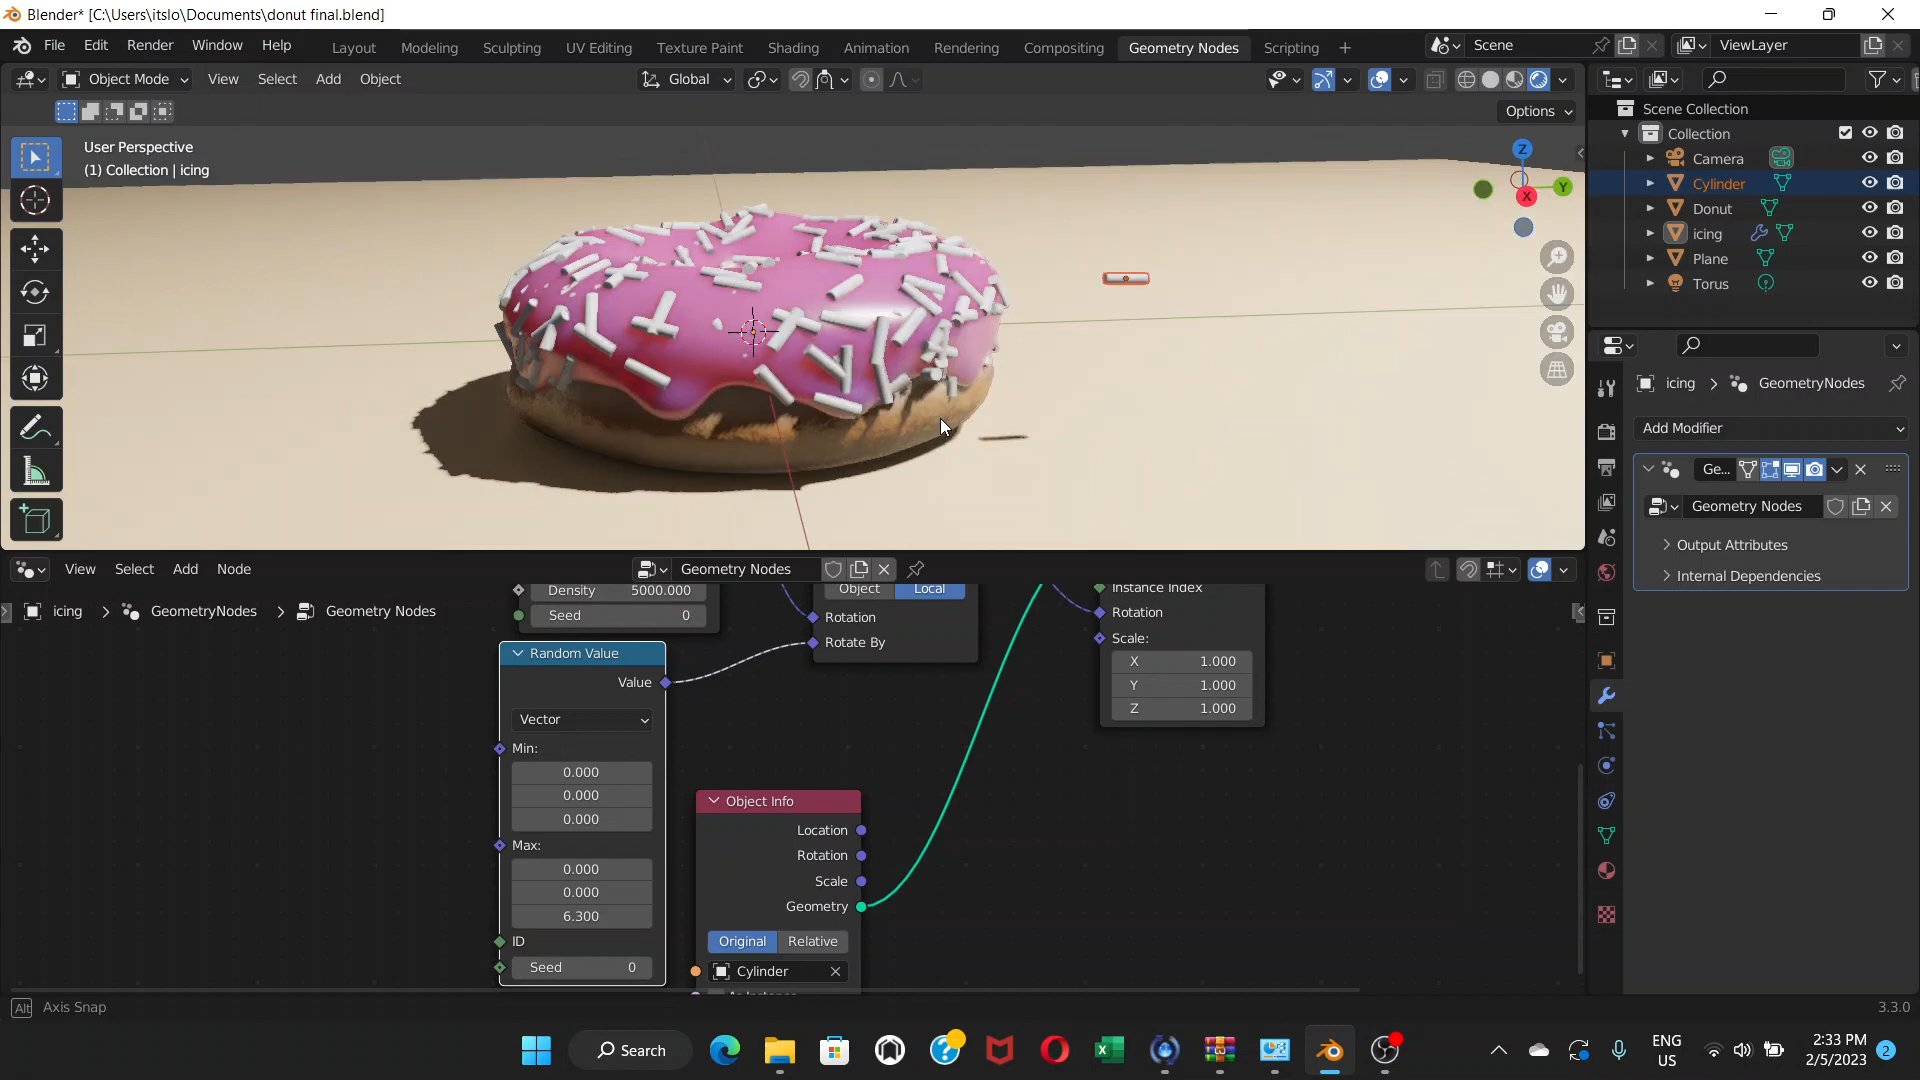 Blender* [C:\Users\itslo\Documents\donut final.blend]
File Edit Render Window Help Layout Modeling Sculpting UV Editing Texture Paint Shading Animation Rendering Compositing Geometry Nodes Scripting + Scene ViewLayer
Object Mode View Select Add Object Global
Options
User Perspective
(1) Collection | icing
Z
Y
X
Scene Collection
Collection
Camera
Cylinder
Donut
icing
Plane
Torus
icing > GeometryNodes
Add Modifier
Ge...
Geometry Nodes
Output Attributes
Internal Dependencies
View Select Add Node Geometry Nodes
icing > GeometryNodes > Geometry Nodes
Density 5000.000
Seed 0
Object Local
Rotation
Rotate By
Instance Index
Rotation
Scale:
X 1.000
Y 1.000
Z 1.000
Random Value
Value
Vector
Min:
0.000
0.000
0.000
Max:
0.000
0.000
6.300
ID
Seed 0
Object Info
Location
Rotation
Scale
Geometry
Original Relative
Cylinder
Alt Axis Snap
3.3.0
Search
ENG
US
2:33 PM
2/5/2023
2